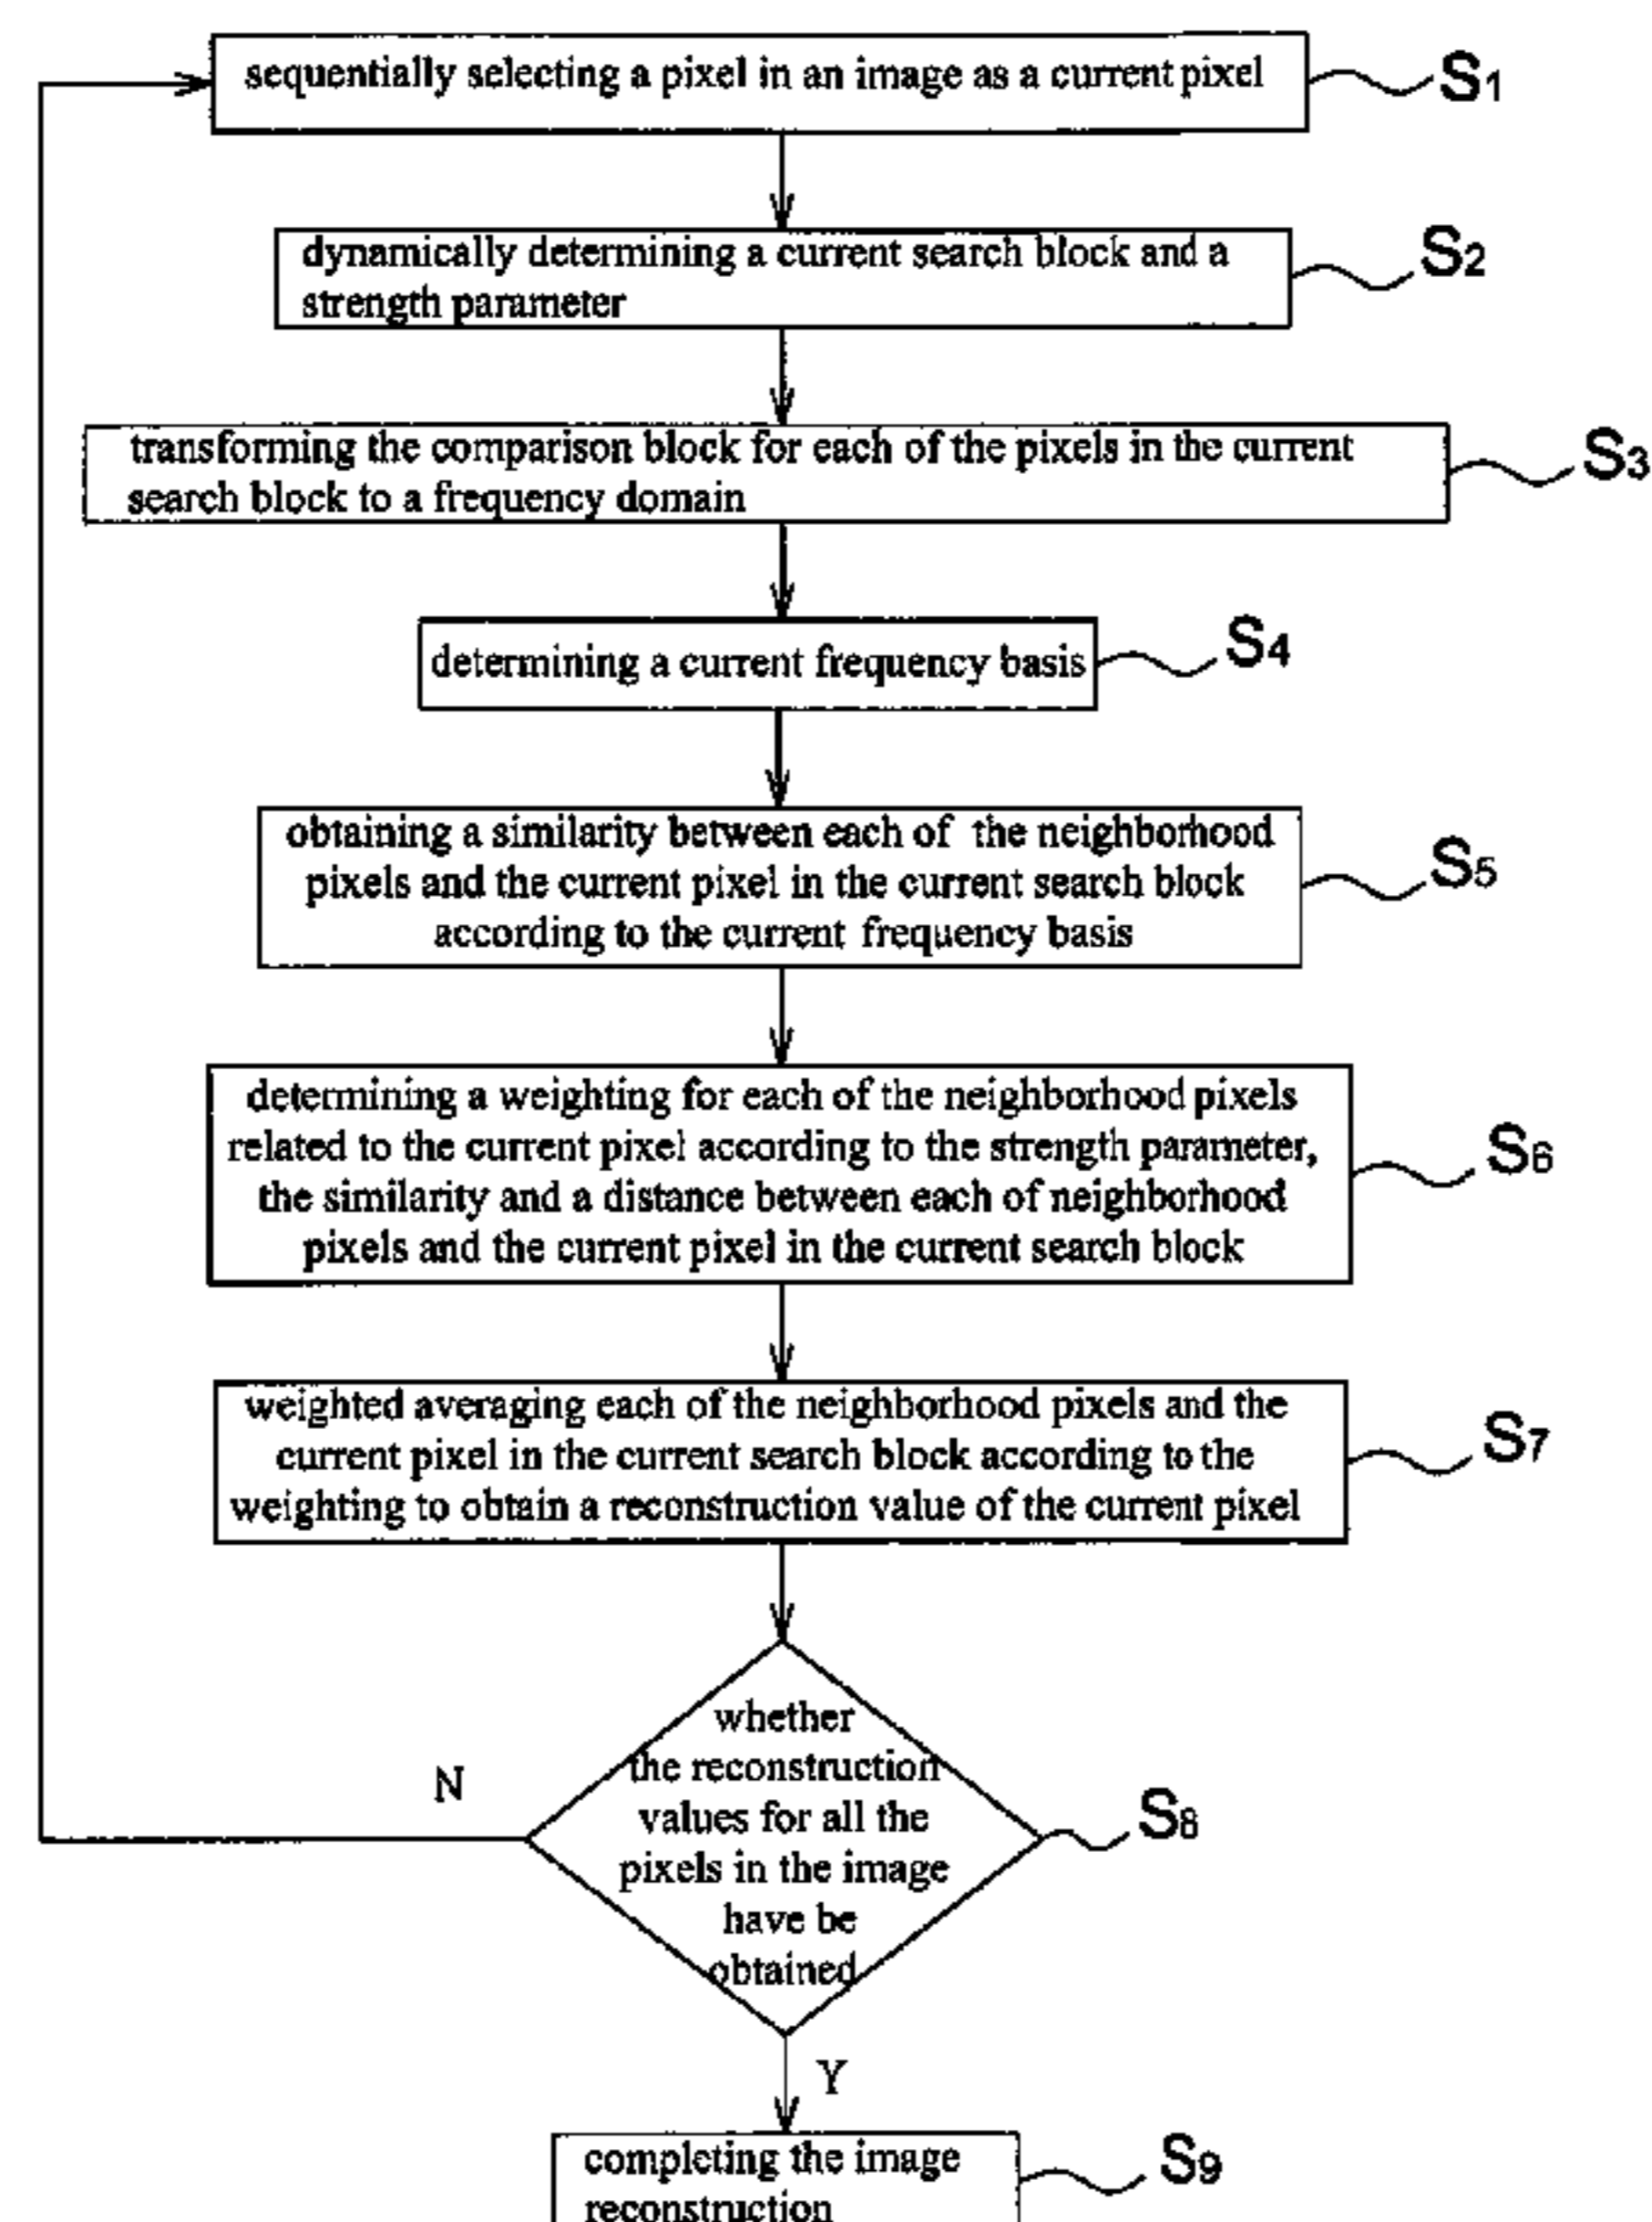 sequentially selecting a pixel in an image as a current pixel
S1
dynamically determining a current search block and a
strength parameter
S2
transforming the comparison block for each of the pixels in the current
search block to a frequency domain
S3
determining a current frequency basis
S4
obtaining a similarity between each of the neighborhood
pixels and the current pixel in the current search block
according to the current frequency basis
S5
determining a weighting for each of the neighborhood pixels
related to the current pixel according to the strength parameter,
the similarity and a distance between each of neighborhood
pixels and the current pixel in the current search block
S6
weighted averaging each of the neighborhood pixels and the
current pixel in the current search block according to the
weighting to obtain a reconstruction value of the current pixel
S7
whether
the reconstruction
values for all the
pixels in the image
have be
obtained
N
S8
Y
completing the image
reconstruction
S9